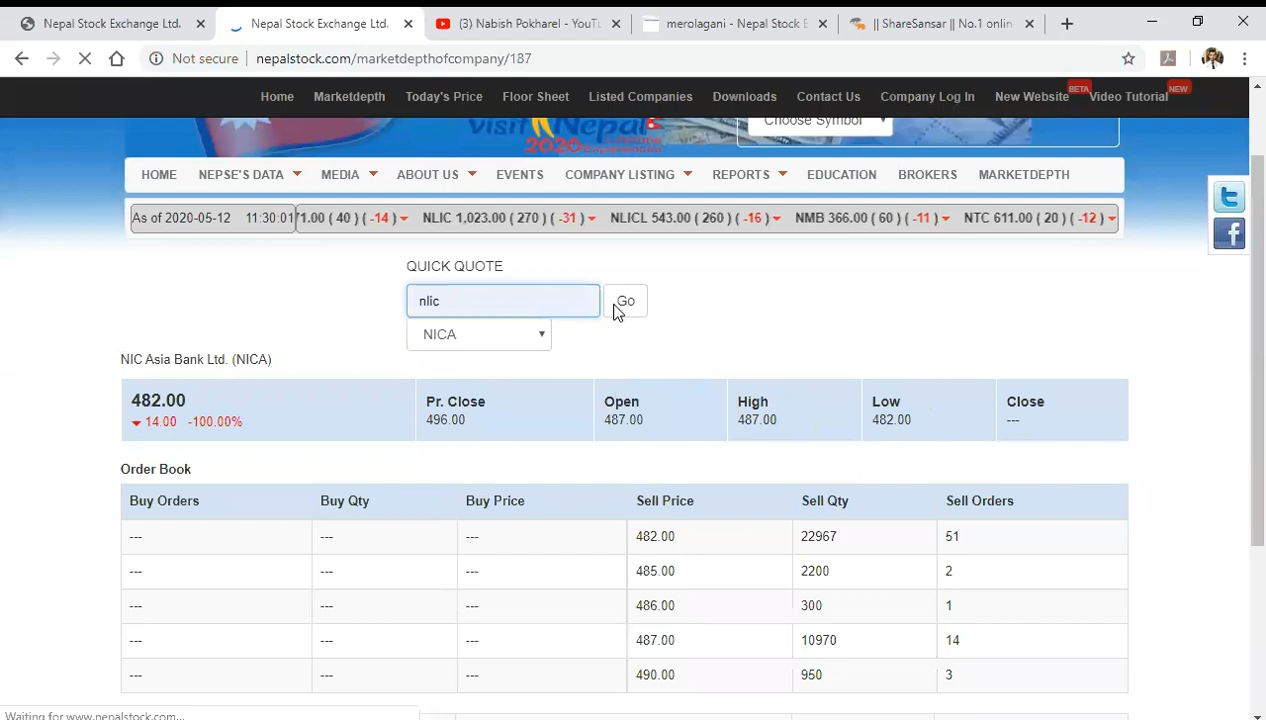 Nepal Stock Exchange Ltd.
Nepal Stock Exchange Ltd.
(3) Nabish Pokharel - YouTu
merolagani - Nepal Stock E
|| ShareSansar || No.1 onlin
Not secure
nepalstock.com/marketdepthofcompany/187
Home Marketdepth Today's Price Floor Sheet Listed Companies Downloads Contact Us Company Log In New Website BETA Video Tutorial NEW
visit Nepal
2020 Lifetime Experiences
Choose Symbol
HOME NEPSE'S DATA MEDIA ABOUT US EVENTS COMPANY LISTING REPORTS EDUCATION BROKERS MARKETDEPTH
As of 2020-05-12 11:30:01 71.00 ( 40 ) ( -14 ) NLIC 1,023.00 ( 270 ) ( -31 ) NLICL 543.00 ( 260 ) ( -16 ) NMB 366.00 ( 60 ) ( -11 ) NTC 611.00 ( 20 ) ( -12 )
QUICK QUOTE
nlic Go
NICA
NIC Asia Bank Ltd. (NICA)
482.00 Pr. Close Open High Low Close
14.00 -100.00% 496.00 487.00 487.00 482.00 ---
Order Book
Buy Orders Buy Qty Buy Price Sell Price Sell Qty Sell Orders
--- --- --- 482.00 22967 51
--- --- --- 485.00 2200 2
--- --- --- 486.00 300 1
--- --- --- 487.00 10970 14
--- --- --- 490.00 950 3
Waiting for www.nepalstock.com...